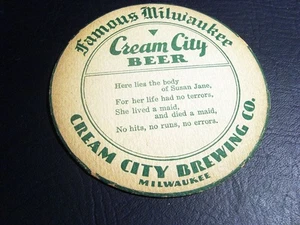 Famous Milwaukee
Cream City
BEER
Here lies the body
of Susan Jane,
For her life had no terrors.
She lived a maid,
and died a maid,
No hits, no runs, no errors.
CREAM CITY BREWING CO.
MILWAUKEE